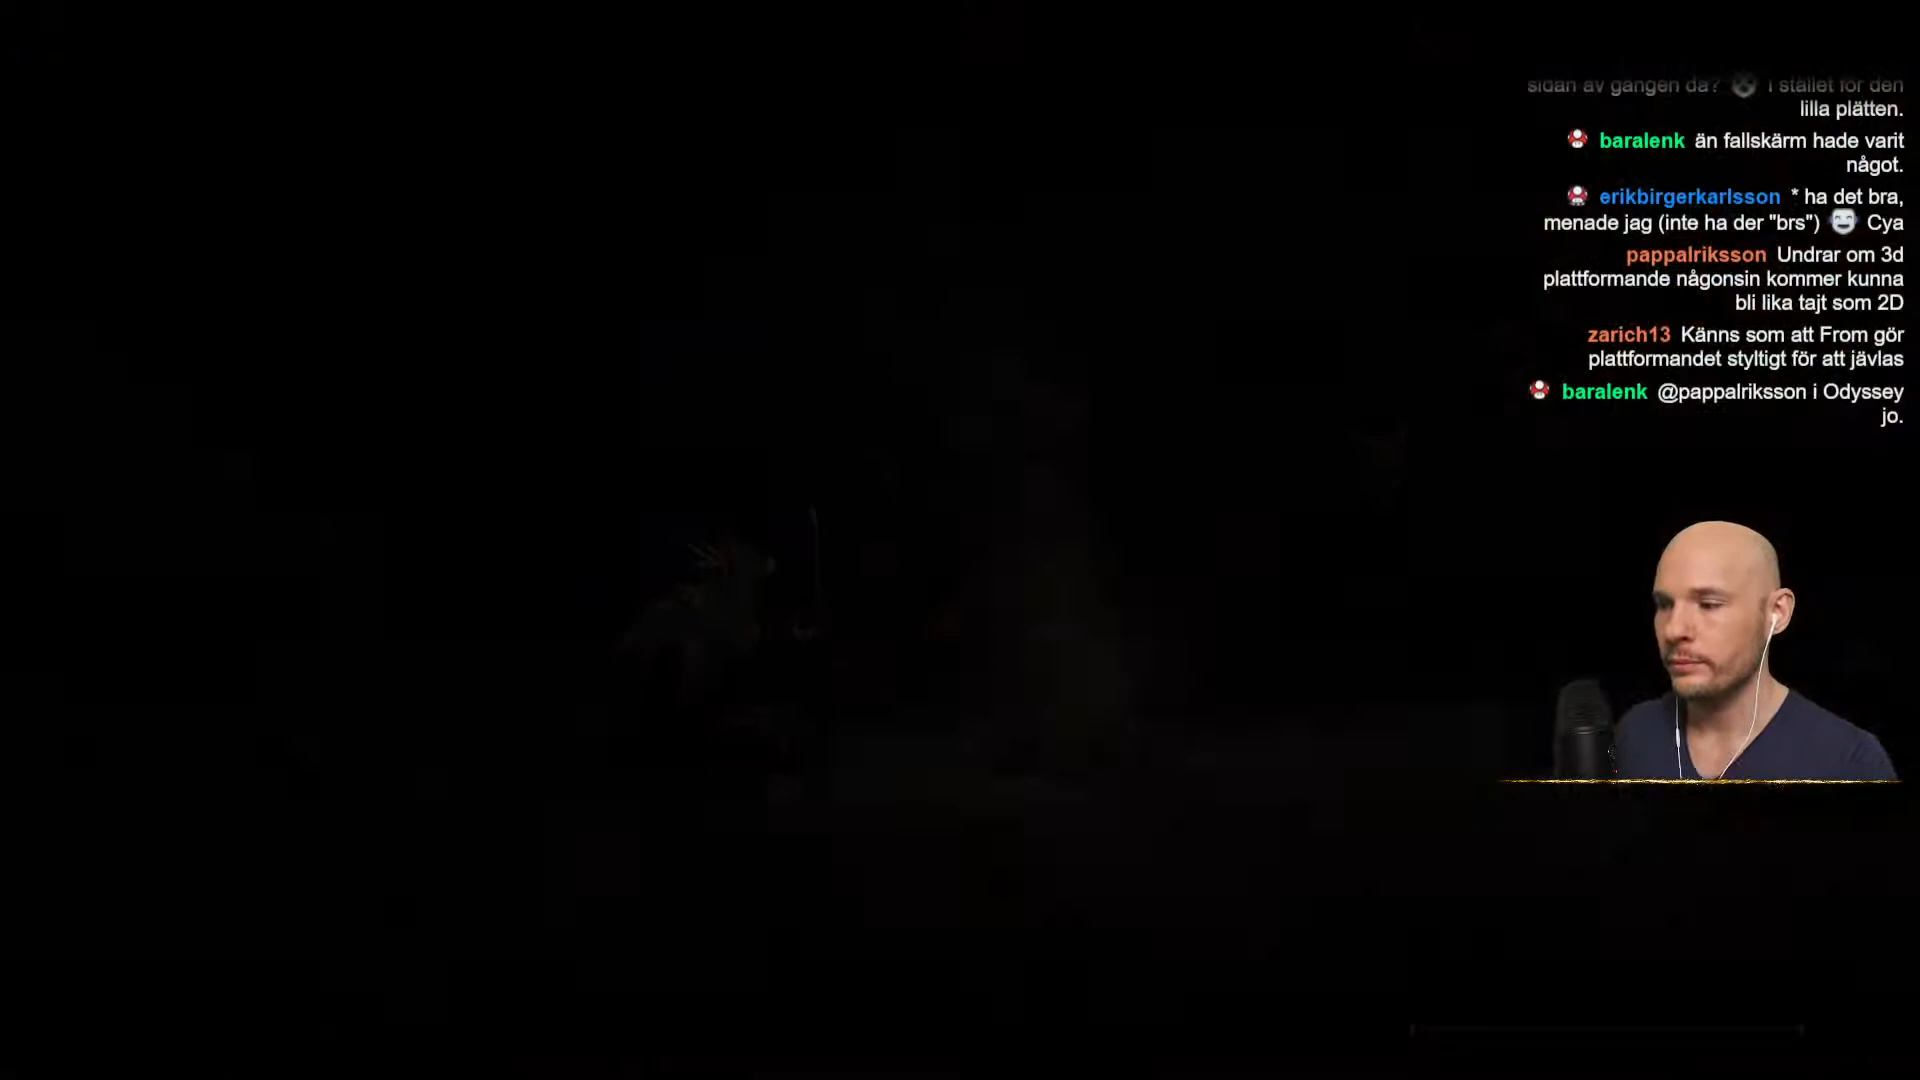 sidan av gången då? I stället för den
lilla plätten.
baralenk än fallskärm hade varit
något.
erikbirgerkarlsson * ha det bra,
menade jag (inte ha der "brs") Cya
pappalriksson Undrar om 3d
plattformande någonsin kommer kunna
bli lika tajt som 2D
zarich13 Känns som att From gör
plattformandet styltigt för att jävlas
baralenk @pappalriksson i Odyssey
jo.